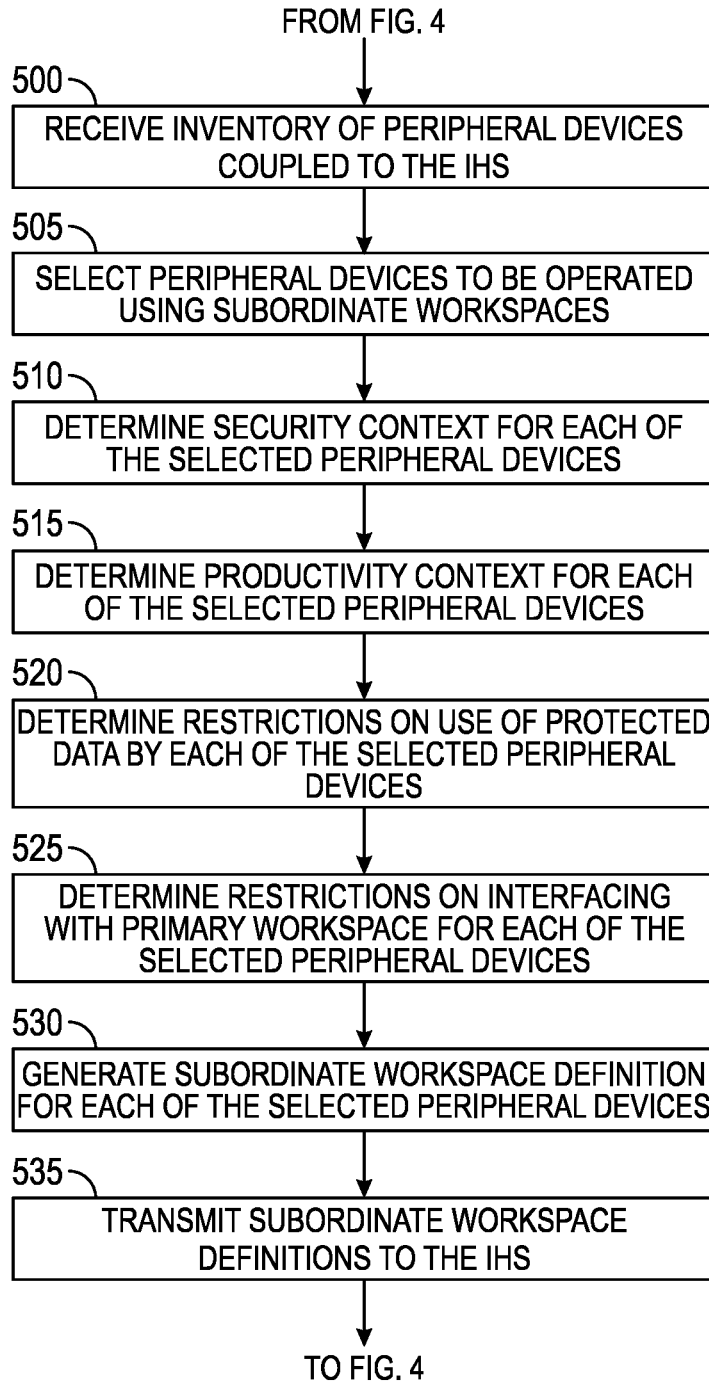 FROM FIG. 4
500
RECEIVE INVENTORY OF PERIPHERAL DEVICES
COUPLED TO THE IHS
505
SELECT PERIPHERAL DEVICES TO BE OPERATED
USING SUBORDINATE WORKSPACES
510
DETERMINE SECURITY CONTEXT FOR EACH OF
THE SELECTED PERIPHERAL DEVICES
515
DETERMINE PRODUCTIVITY CONTEXT FOR EACH
OF THE SELECTED PERIPHERAL DEVICES
520
DETERMINE RESTRICTIONS ON USE OF PROTECTED
DATA BY EACH OF THE SELECTED PERIPHERAL
DEVICES
525
DETERMINE RESTRICTIONS ON INTERFACING
WITH PRIMARY WORKSPACE FOR EACH OF THE
SELECTED PERIPHERAL DEVICES
530
GENERATE SUBORDINATE WORKSPACE DEFINITION
FOR EACH OF THE SELECTED PERIPHERAL DEVICES
535
TRANSMIT SUBORDINATE WORKSPACE
DEFINITIONS TO THE IHS
TO FIG. 4